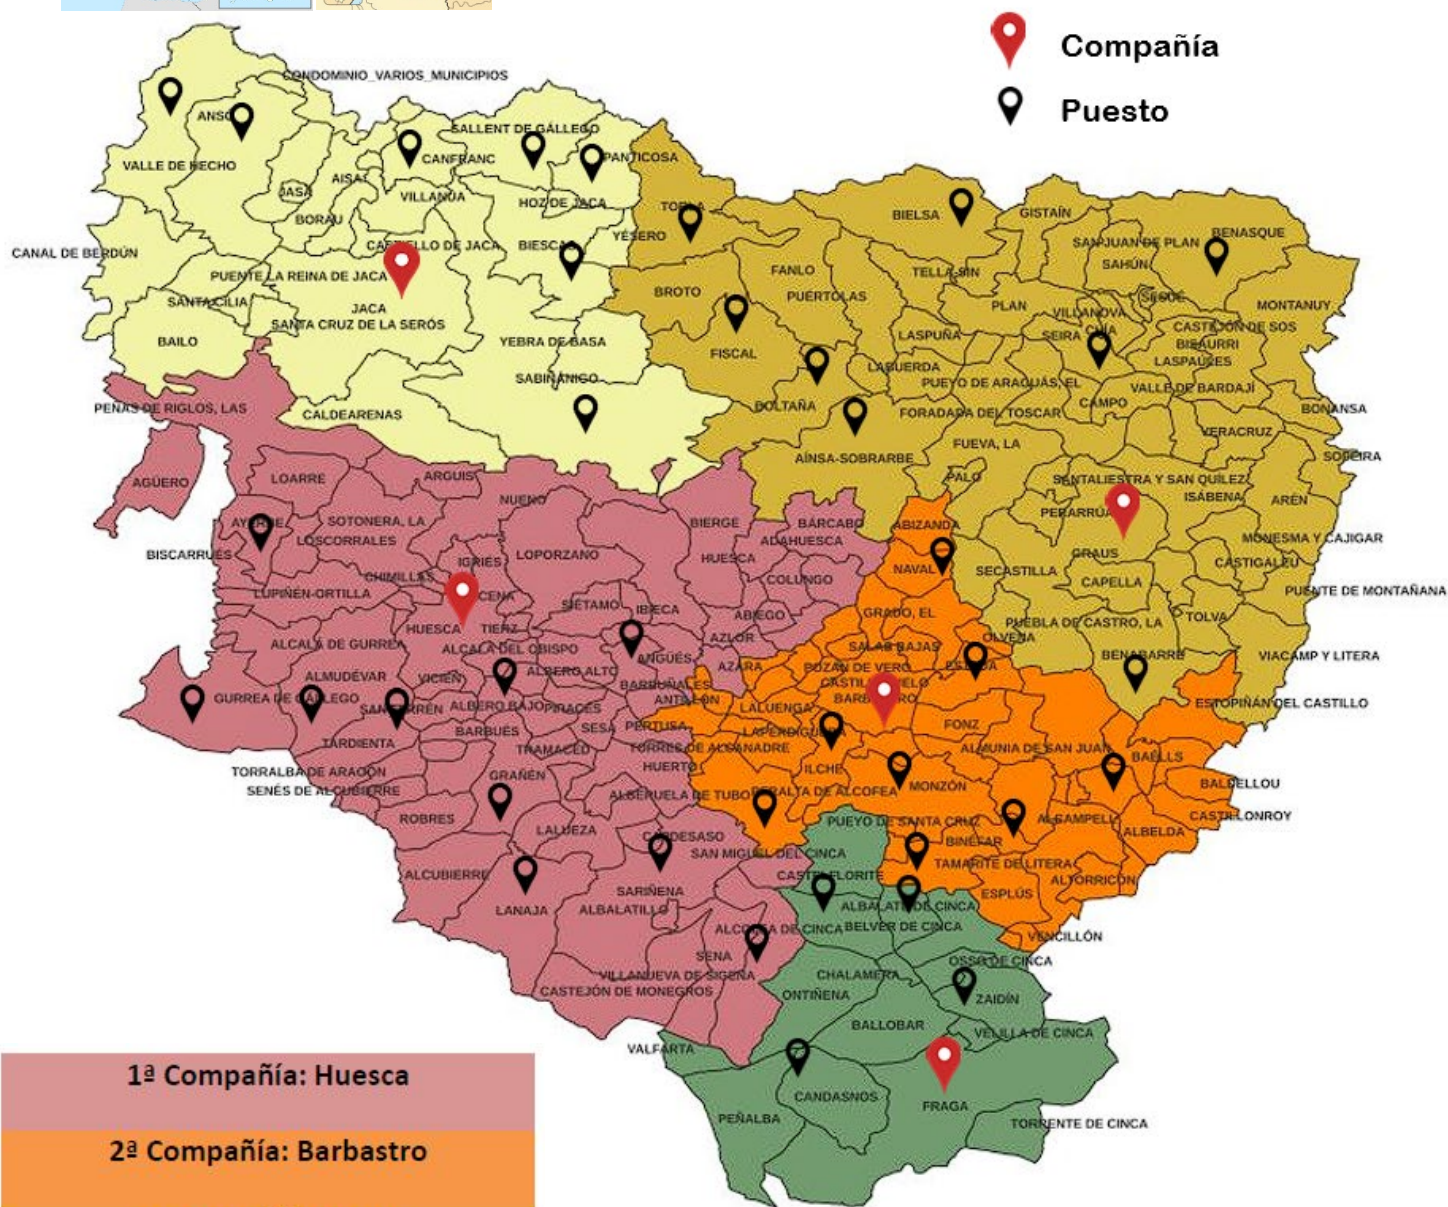 Compañía
Puesto
CONDOMINIO_VARIOS_MUNICIPIOS
ANSÓ
SALLENT DE GÁLLEGO
CANFRANC
PANTICOSA
VALLE DE HECHO
AISA
JASA
VILLANÚA
HOZ DE JACA
BORAU
TORLA
YÉSERO
BIELSA
GISTAÍN
BENASQUE
CANAL DE BERDÚN
CASTIELLO DE JACA
BIESCAS
SAN JUAN DE PLAN
SAHÚN
PUENTE LA REINA DE JACA
FANLO
TELLA-SIN
BROTO
PUÉRTOLAS
SESUÉ
SANTA CILIA
JACA
PLAN
VILLANOVA
MONTANUY
SANTA CRUZ DE LA SERÓS
CHÍA
CASTEJÓN DE SOS
BAILO
YEBRA DE BASA
LASPUÑA
SEIRA
BISAURRI
FISCAL
LASPAÚLES
LABUERDA
SABIÑÁNIGO
PUEYO DE ARAGUÁS, EL
VALLE DE BARDAJÍ
PEÑAS DE RIGLOS, LAS
CALDEARENAS
BOLTAÑA
FORADADA DEL TOSCAR
CAMPO
BONANSA
VERACRUZ
FUEVA, LA
AÍNSA-SOBRARBE
SOPEIRA
AGÜERO
LOARRE
ARGUIS
PALO
SANTALIESTRA Y SAN QUÍLEZ
NUENO
ISÁBENA
ARÉN
PERARRÚA
AYERBE
SOTONERA, LA
BIERGE
BÁRCABO
ABIZANDA
LOSCORRALES
ADAHUESCA
MONESMA Y CAJIGAR
BISCARRUÉS
LOPORZANO
HUESCA
GRAUS
IGRIÉS
NAVAL
SECASTILLA
CASTIGALEU
CHIMILLAS
COLUNGO
CAPELLA
LUPIÑÉN-ORTILLA
PUENTE DE MONTAÑANA
SIÉTAMO
IBIECA
ABIEGO
GRADO, EL
TOLVA
HUESCA
TIERZ
PUEBLA DE CASTRO, LA
AZLOR
OLVENA
ALCALÁ DE GURREA
ALCALÁ DEL OBISPO
SALAS BAJAS
ANGÜÉS
BENABARRE
VIACAMP Y LITERA
AZARA
POZÁN DE VERO
ESTADA
ALMUDÉVAR
VICIÉN
ALBERO ALTO
BARBUÑALES
GURREA DE GÁLLEGO
ANTILLÓN
ESTOPIÑÁN DEL CASTILLO
SANGARRÉN
ALBERO BAJO
PIRACÉS
LALUENGA
BARBASTRO
SESA
PERTUSA
LAPERDIGUERA
FONZ
TARDIENTA
BARBUÉS
TRAMACED
TORRES DE ALCANADRE
ALMUNIA DE SAN JUAN
BAÉLLS
TORRALBA DE ARAGÓN
GRAÑÉN
HUERTO
ILCHE
SENÉS DE ALCUBIERRE
ALBERUELA DE TUBO
PERALTA DE ALCOFEA
MONZÓN
BALDELLOU
ROBRES
LALUEZA
PUEYO DE SANTA CRUZ
ALCAMPELL
CASTILLONROY
CAPDESASO
BINÉFAR
ALBELDA
SAN MIGUEL DEL CINCA
TAMARITE DE LITERA
ALCUBIERRE
CASTELFLORITE
ALTORRICÓN
SARIÑENA
ESPLÚS
LANAJA
ALBALATILLO
ALBALATE DE CINCA
ALCOLEA DE CINCA
BELVER DE CINCA
VENCILLÓN
SENA
OSSO DE CINCA
VILLANUEVA DE SIGENA
CHALAMERA
CASTEJÓN DE MONEGROS
ONTIÑENA
ZAIDÍN
BALLOBAR
VELILLA DE CINCA
VALFARTA
CANDASNOS
FRAGA
PEÑALBA
TORRENTE DE CINCA
1ª Compañía: Huesca
2ª Compañía: Barbastro